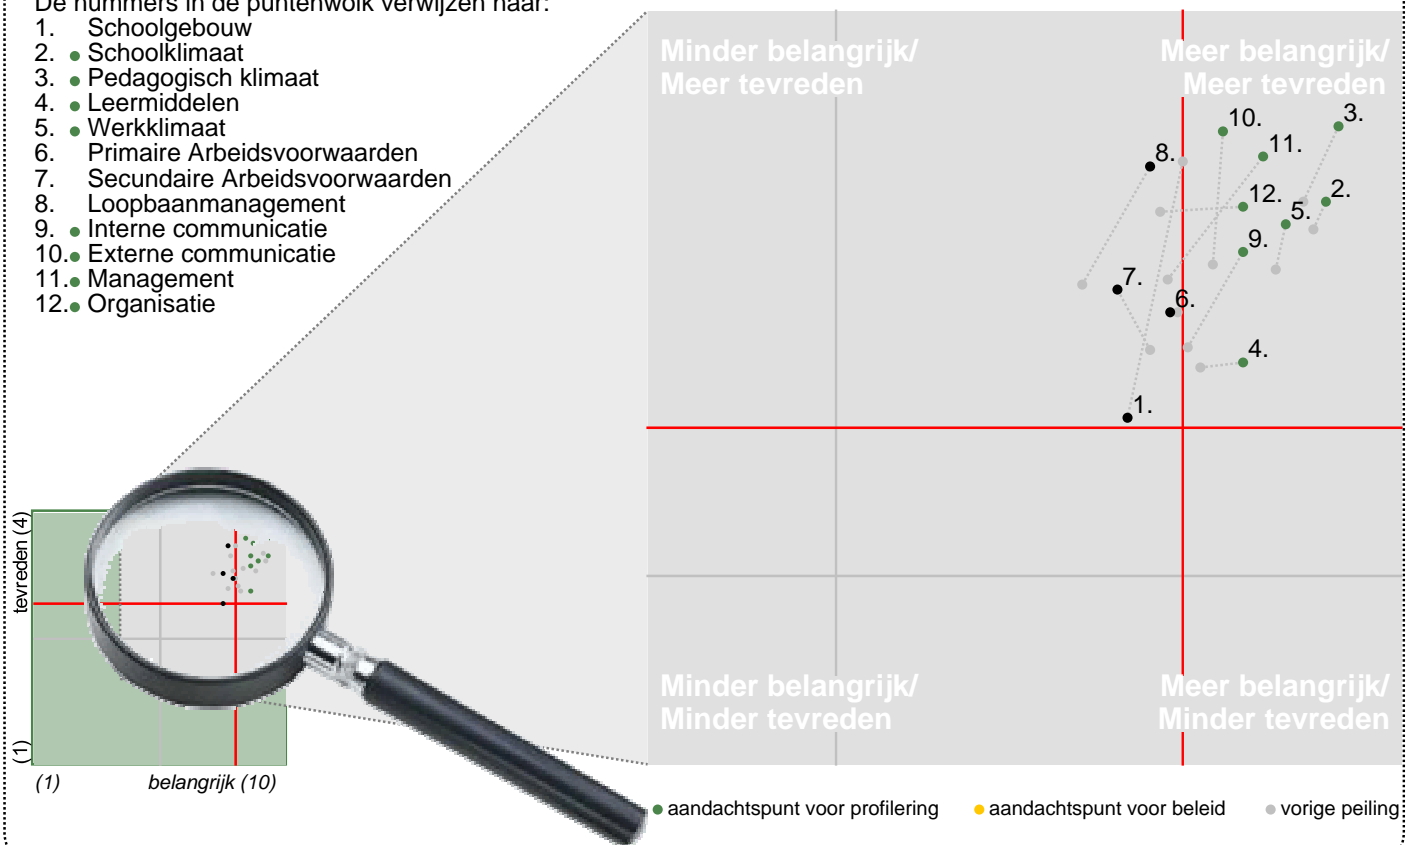 De nummers in de puntenwolk verwijzen naar:
1. Schoolgebouw
2. Schoolklimaat
3. Pedagogisch klimaat
4. Leermiddelen
5. Werkklimaat
6. Primaire Arbeidsvoorwaarden
7. Secundaire Arbeidsvoorwaarden
8. Loopbaanmanagement
9. Interne communicatie
10. Externe communicatie
11. Management
12. Organisatie
Minder belangrijk/
Meer tevreden
Meer belangrijk/
Meer tevreden
3.
10.
11.
8.
2.
12.
5.
9.
7.
6.
4.
1.
Minder belangrijk/
Minder tevreden
Meer belangrijk/
Minder tevreden
tevreden (4)
(1)
(1)
belangrijk (10)
aandachtspunt voor profilering
aandachtspunt voor beleid
vorige peiling